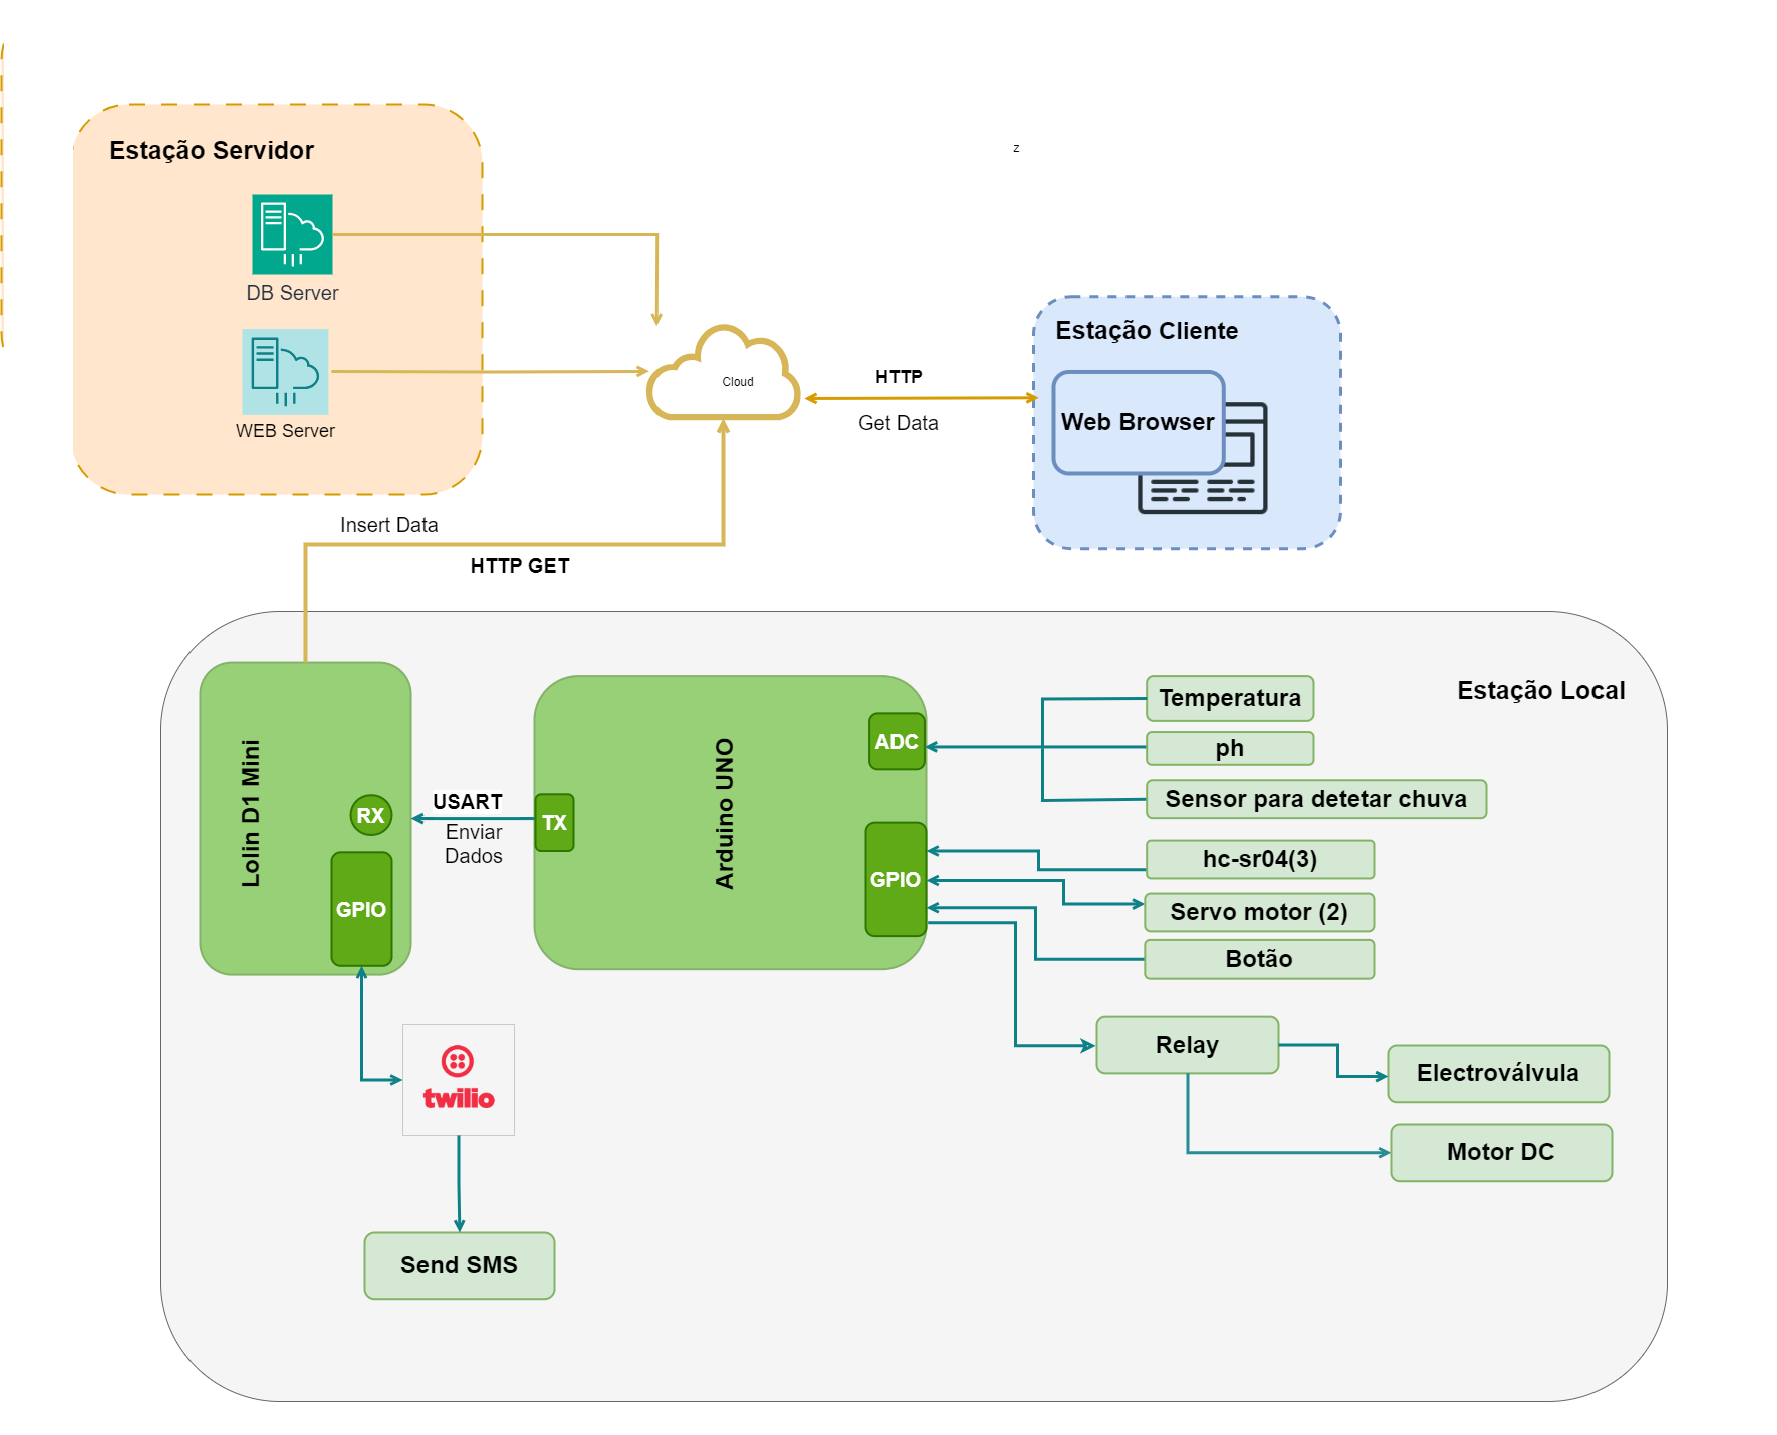 Estação Servidor
z
DB Server
WEB Server
Cloud
HTTP
Get Data
Estação Cliente
Web Browser
Insert Data
HTTP GET
Estação Local
Lolin D1 Mini
RX
GPIO
USART
Enviar
Dados
TX
Arduino UNO
ADC
GPIO
Temperatura
ph
Sensor para detetar chuva
hc-sr04(3)
Servo motor (2)
Botão
Relay
Electroválvula
Motor DC
twilio
Send SMS